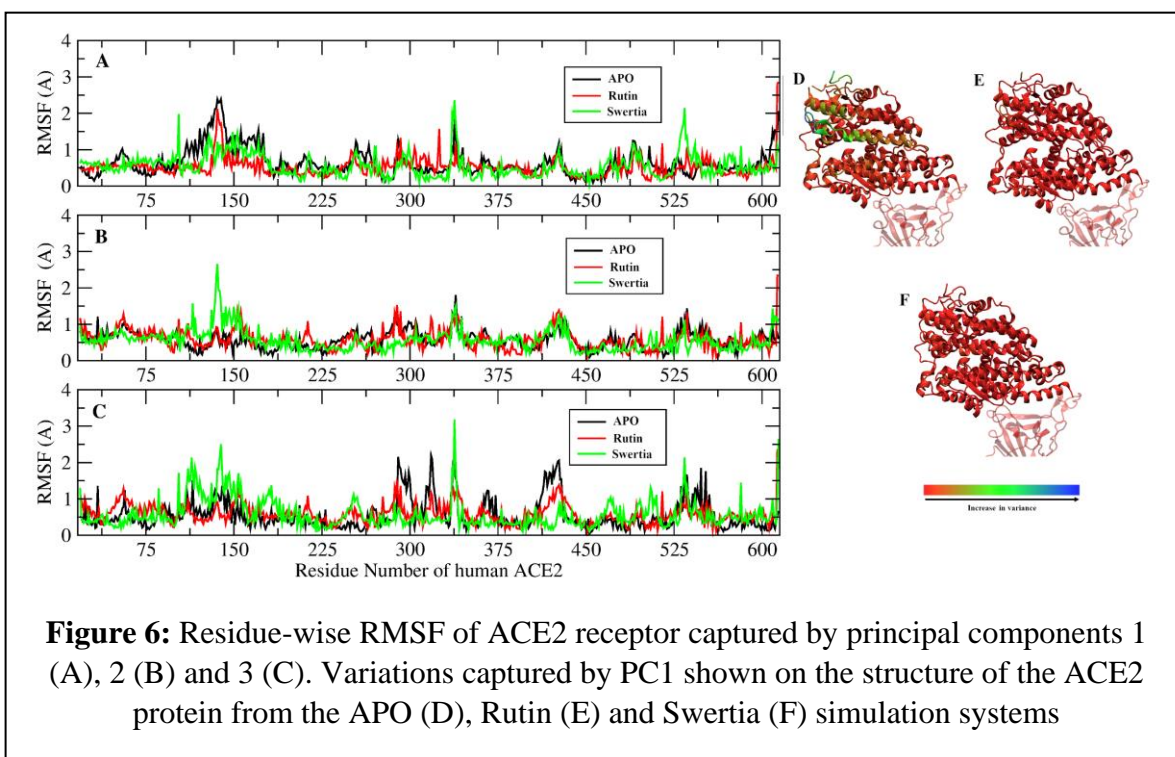 4
3
2
1
0
RMSF (A)
A
APO
Rutin
Swertia
75 150 225 300 375 450 525 600
4
3
2
1
0
RMSF (A)
B
APO
Rutin
Swertia
75 150 225 300 375 450 525 600
4
3
2
1
0
RMSF (A)
C
APO
Rutin
Swertia
75 150 225 300 375 450 525 600
Residue Number of human ACE2
D
E
F
Increase in variance
Figure 6: Residue-wise RMSF of ACE2 receptor captured by principal components 1
(A), 2 (B) and 3 (C). Variations captured by PC1 shown on the structure of the ACE2
protein from the APO (D), Rutin (E) and Swertia (F) simulation systems